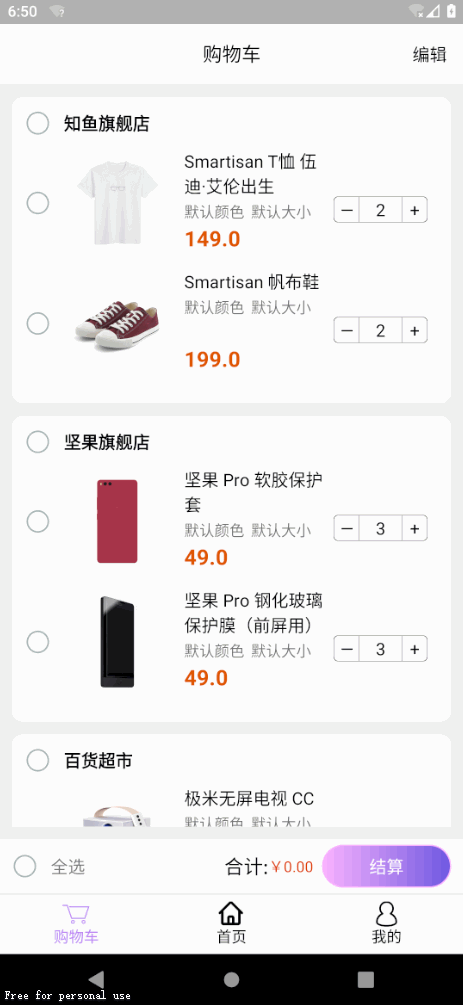 6:50
购物车
编辑
知鱼旗舰店
Smartisan T恤 伍
迪·艾伦出生
默认颜色 默认大小
149.0
— 2 +
Smartisan 帆布鞋
默认颜色 默认大小
199.0
— 2 +
坚果旗舰店
坚果 Pro 软胶保护
套
默认颜色 默认大小
49.0
— 3 +
坚果 Pro 钢化玻璃
保护膜（前屏用）
默认颜色 默认大小
49.0
— 3 +
百货超市
极米无屏电视 CC
默认颜色 默认大小
全选
合计:￥0.00
结算
购物车
首页
我的
Free for personal use